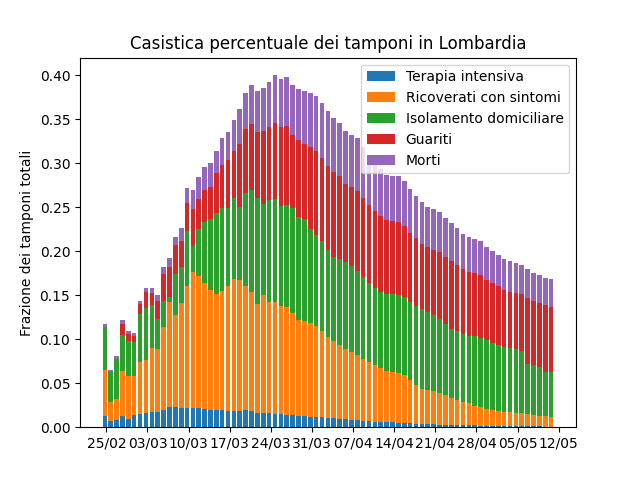 Casistica percentuale dei tamponi in Lombardia
Frazione dei tamponi totali
0.40
0.35
0.30
0.25
0.20
0.15
0.10
0.05
0.00
Terapia intensiva
Ricoverati con sintomi
Isolamento domiciliare
Guariti
Morti
25/02 03/03 10/03 17/03 24/03 31/03 07/04 14/04 21/04 28/04 05/05 12/05